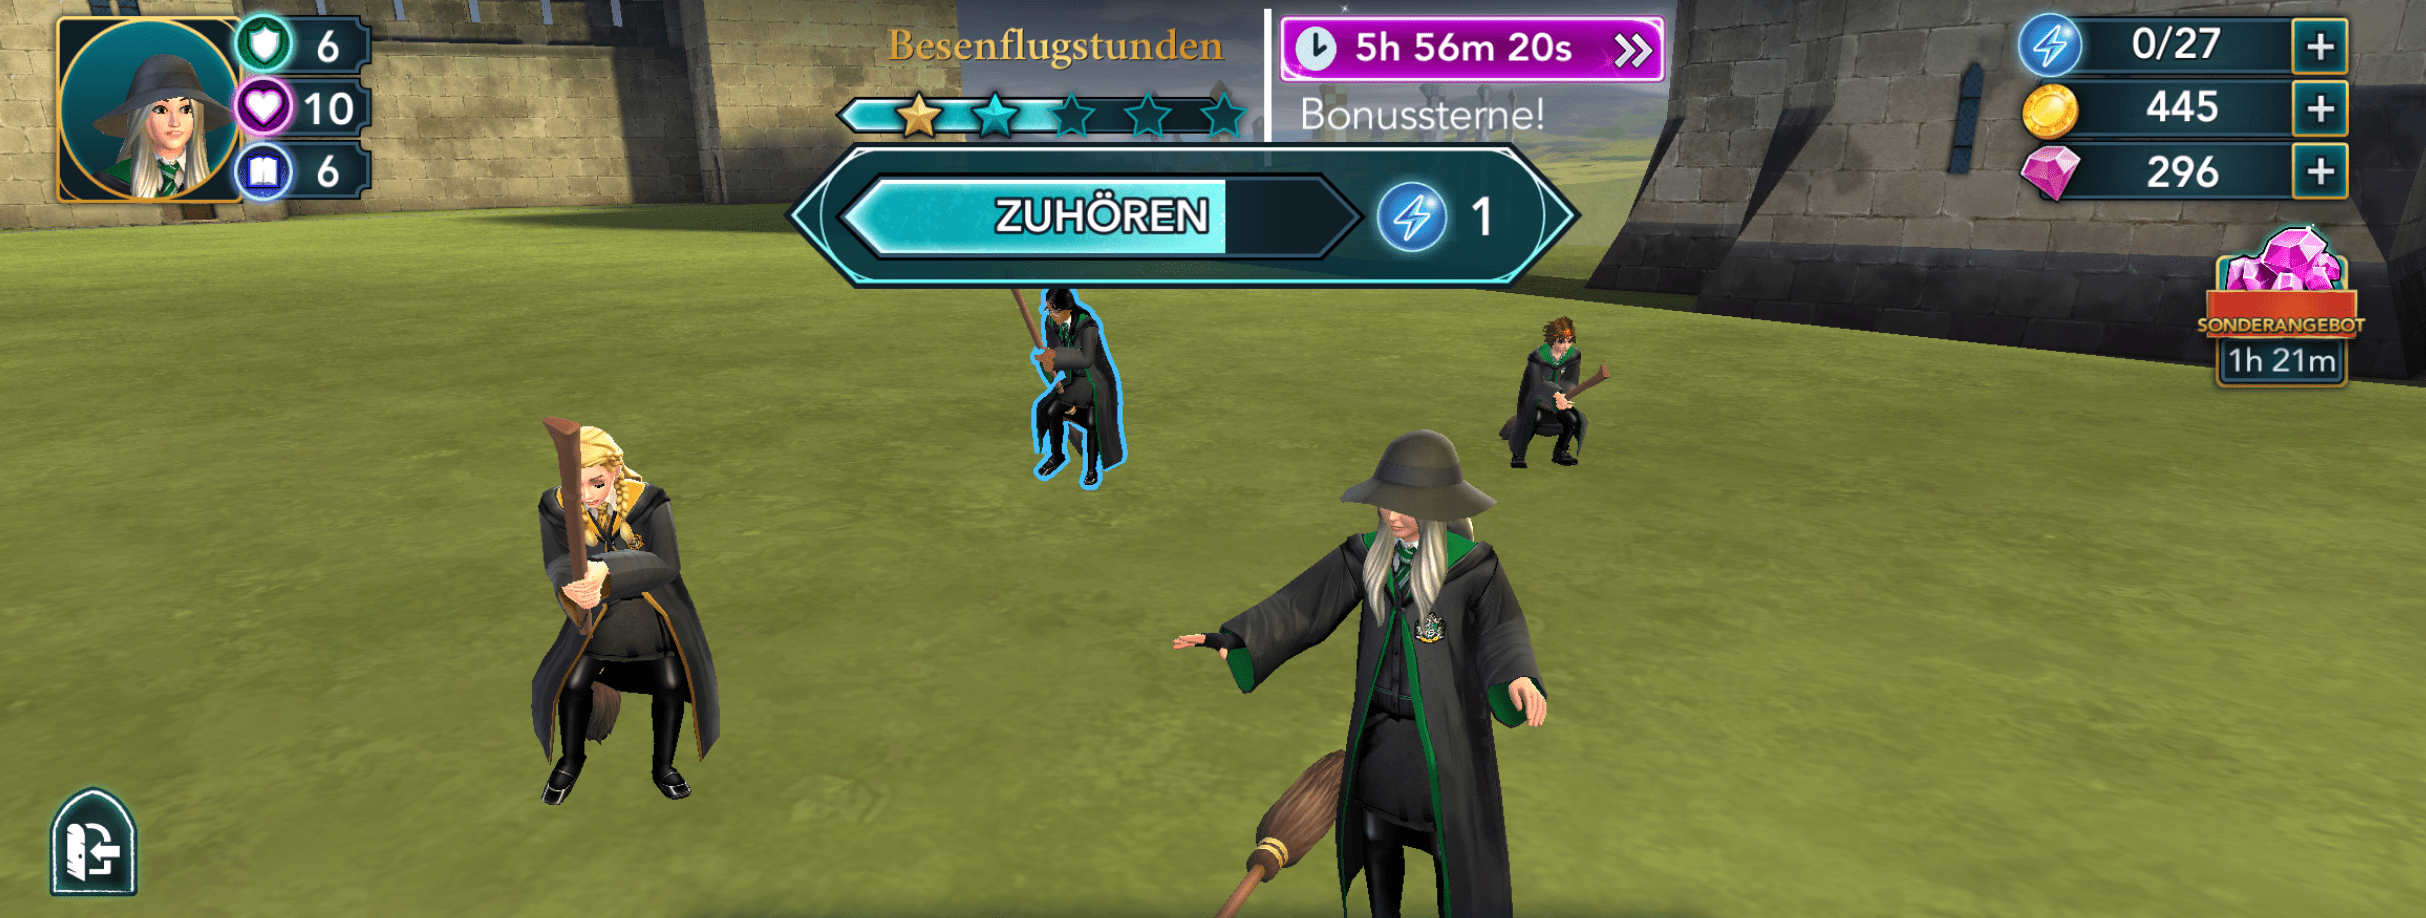 6
10
6
Besenflugstunden
5h 56m 20s
Bonussterne!
ZUHÖREN
1
0/27
445
296
SONDERANGEBOT
1h 21m